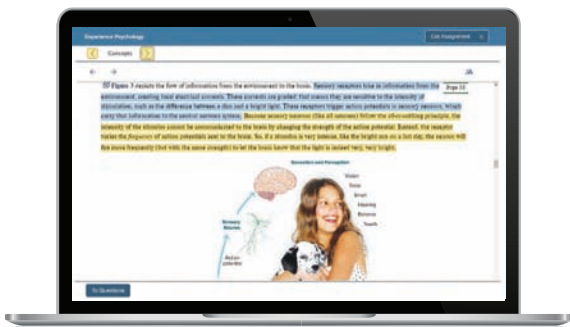 Experience Psychology
Exit Assignment
Concepts
Figure 3 depicts the flow of information from the environment to the brain. Sensory receptors take in information from the
Page 32
environment, creating local electrical currents. These currents are graded; that means they are sensitive to the intensity of
stimulation, such as the difference between a dim and a bright light. These receptors trigger action potentials in sensory neurons, which
carry that information to the central nervous system. Because sensory neurons (like all neurons) follow the all-or-nothing principle, the
intensity of the stimulus cannot be communicated to the brain by changing the strength of the action potential. Instead, the receptor
varies the frequency of action potentials sent to the brain. So, if a stimulus is very intense, like the bright sun on a hot day, the neuron will
fire more frequently (but with the same strength) to let the brain know that the light is indeed very, very bright.
Sensation and Perception
Vision
Taste
Smell
Hearing
Balance
Touch
Sensory
Neuron
Action
potential
To Questions